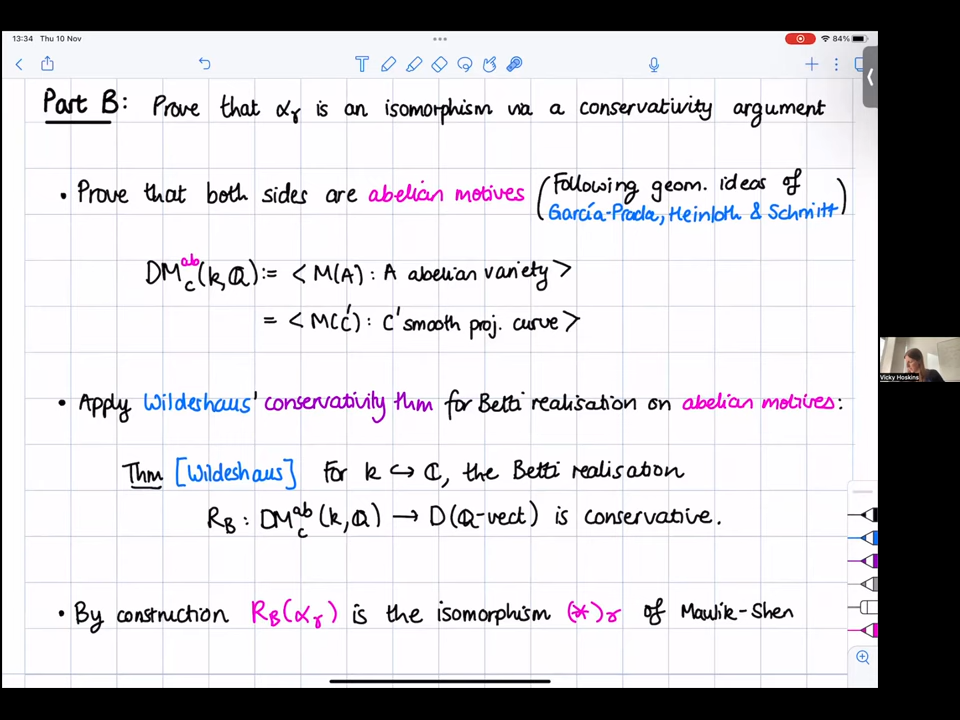 13:34 Thu 10 Nov
84%
Part B: Prove that αᵧ is an isomorphism via a conservativity argument
• Prove that both sides are abelian motives (Following geom. ideas of
García-Prada, Heinloth & Schmitt)
DM_c^ab(k,ℚ) := < M(A) : A abelian variety >
= < M(C') : C' smooth proj. curve >
• Apply Wildeshaus' conservativity thm for Betti realisation on abelian motives:
Thm [Wildeshaus] For k ↪ ℂ, the Betti realisation
R_B : DM_c^ab(k,ℚ) → D(ℚ-vect) is conservative.
• By construction R_B(αᵧ) is the isomorphism (*)ᵧ of Maulik-Shen
Vicky Hoskins